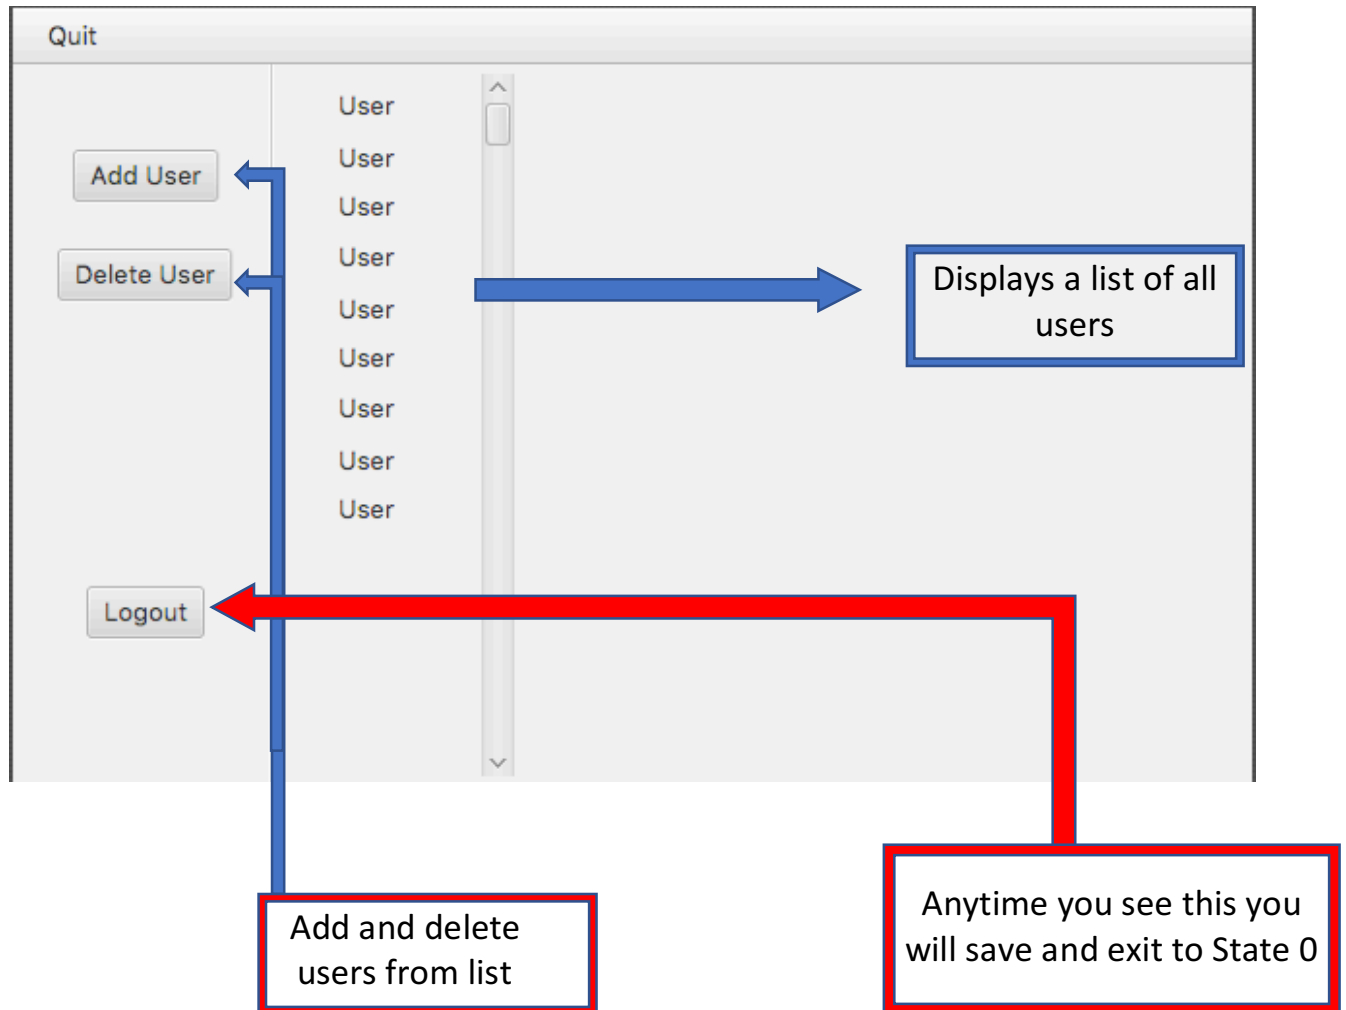 Quit
Add User
Delete User
Logout
User
User
User
User
User
User
User
User
User
Displays a list of all
users
Add and delete
users from list
Anytime you see this you
will save and exit to State 0